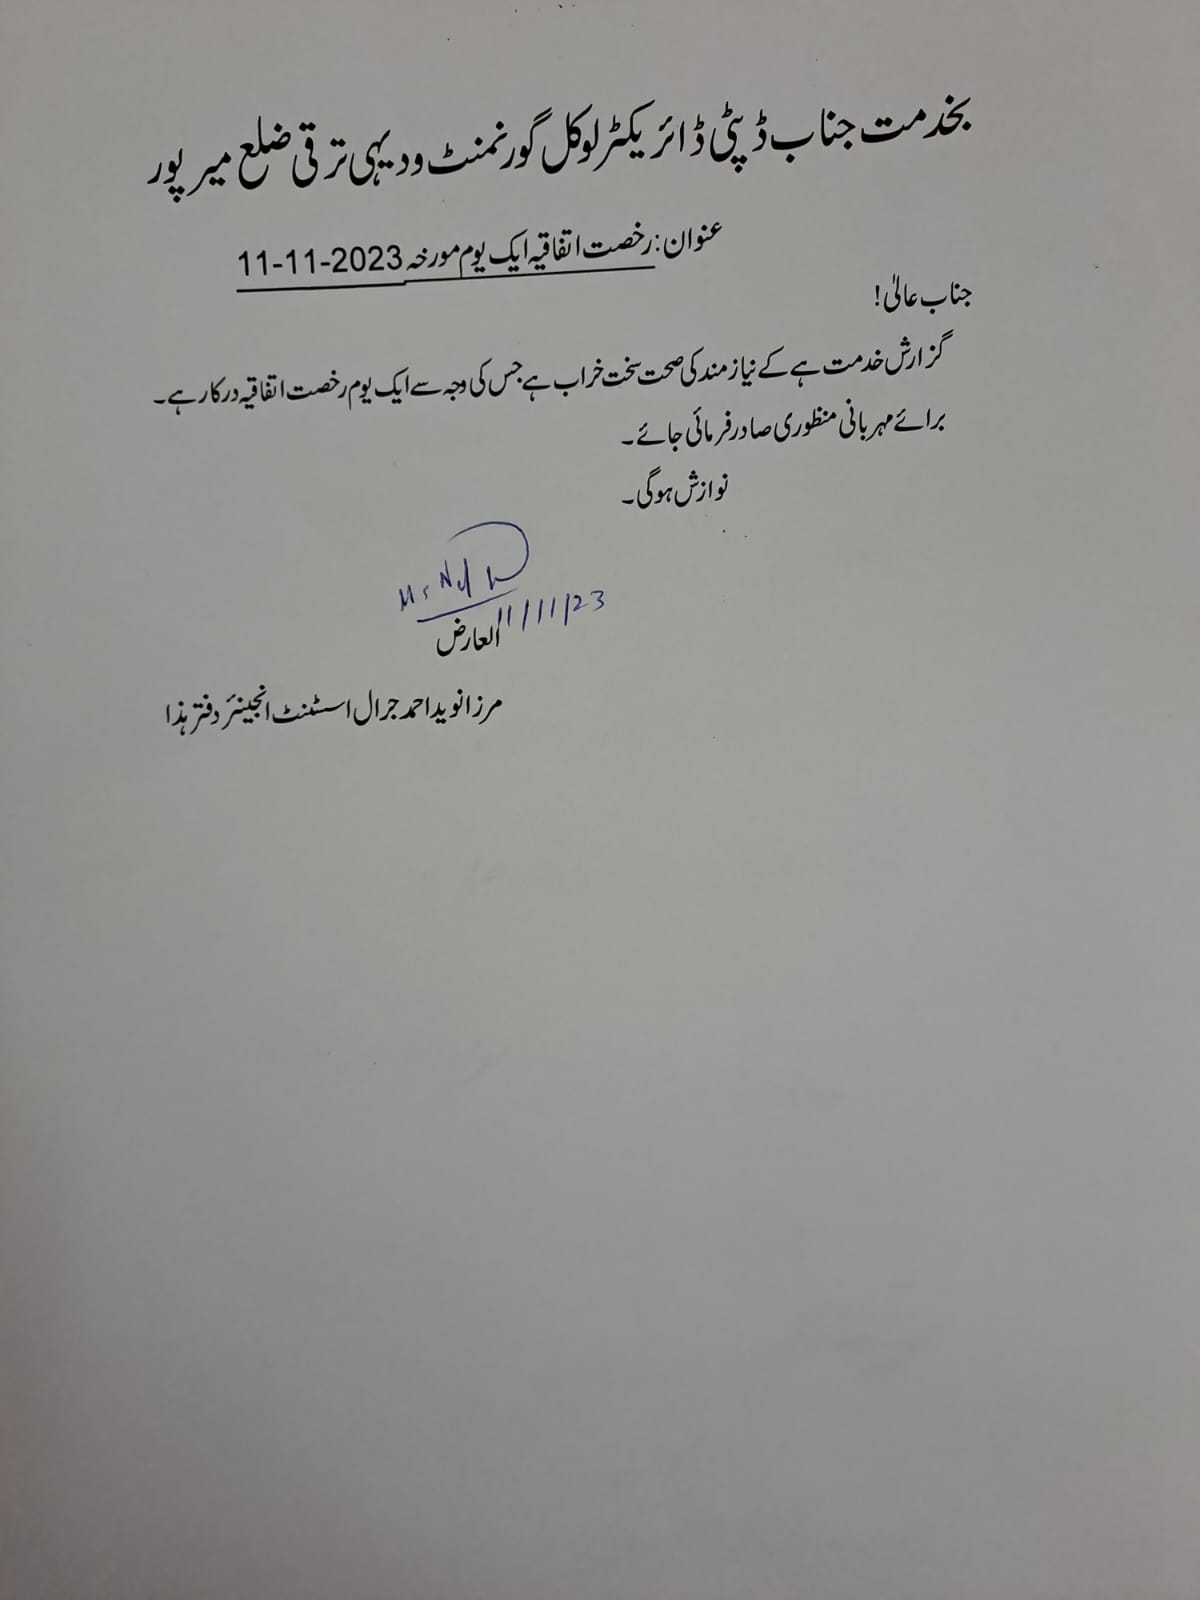 بخدمت جناب ڈپٹی ڈائریکٹر لوکل گورنمنٹ و دیہی ترقی ضلع میرپور
عنوان: رخصت اتفاقیہ ایک یوم مورخہ 11-11-2023
جناب عالیٰ!
گزارش خدمت ہے کے نیاز مند کی صحت سخت خراب ہے جس کی وجہ سے ایک یوم رخصت اتفاقیہ درکار ہے۔
برائے مہربانی منظوری صادر فرمائی جائے۔
نوازش ہوگی۔
11/11/23
العارض
مرزا نوید احمد جرال اسسٹنٹ انجینئر دفتر ہذا